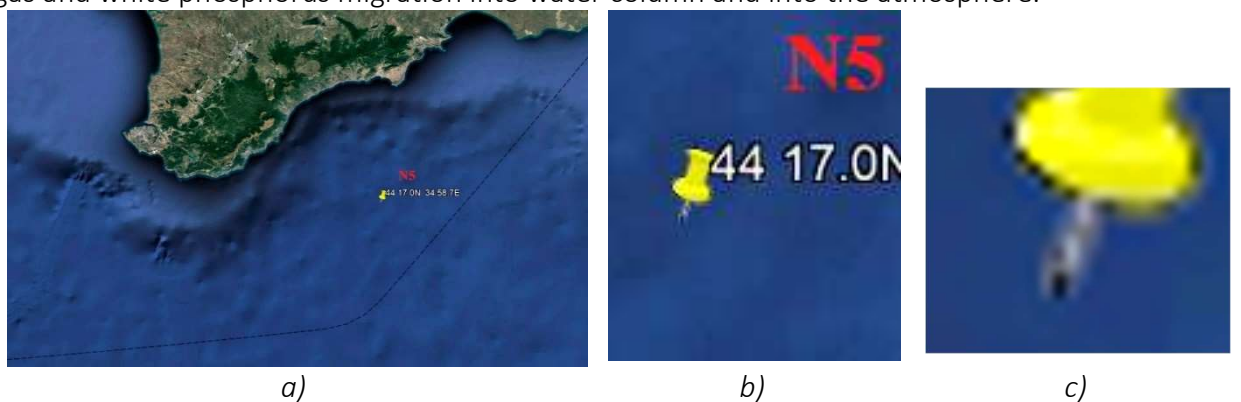 gas and white phosphorus migration into water column and into the atmosphere.
N5
44 17.0N 34 58.7E
N5
44 17.0N
a) b) c)